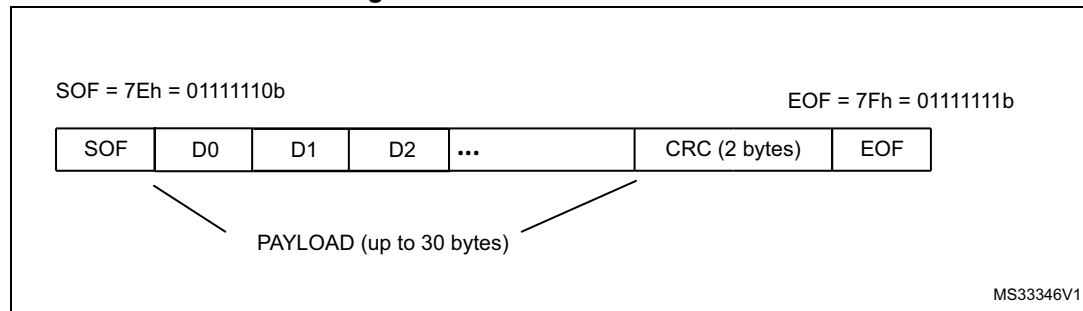 SOF = 7Eh = 01111110b
EOF = 7Fh = 01111111b
SOF D0 D1 D2 ... CRC (2 bytes) EOF
PAYLOAD (up to 30 bytes)
MS33346V1